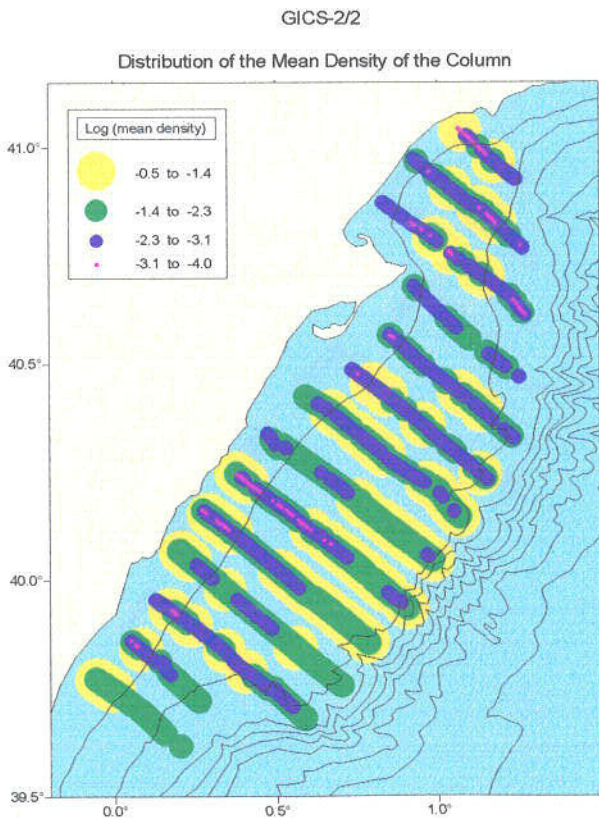 GICS-2/2
Distribution of the Mean Density of the Column
Log (mean density)
-0.5 to -1.4
-1.4 to -2.3
-2.3 to -3.1
-3.1 to -4.0
41.0°
40.5°
40.0°
39.5°
0.0° 0.5° 1.0°